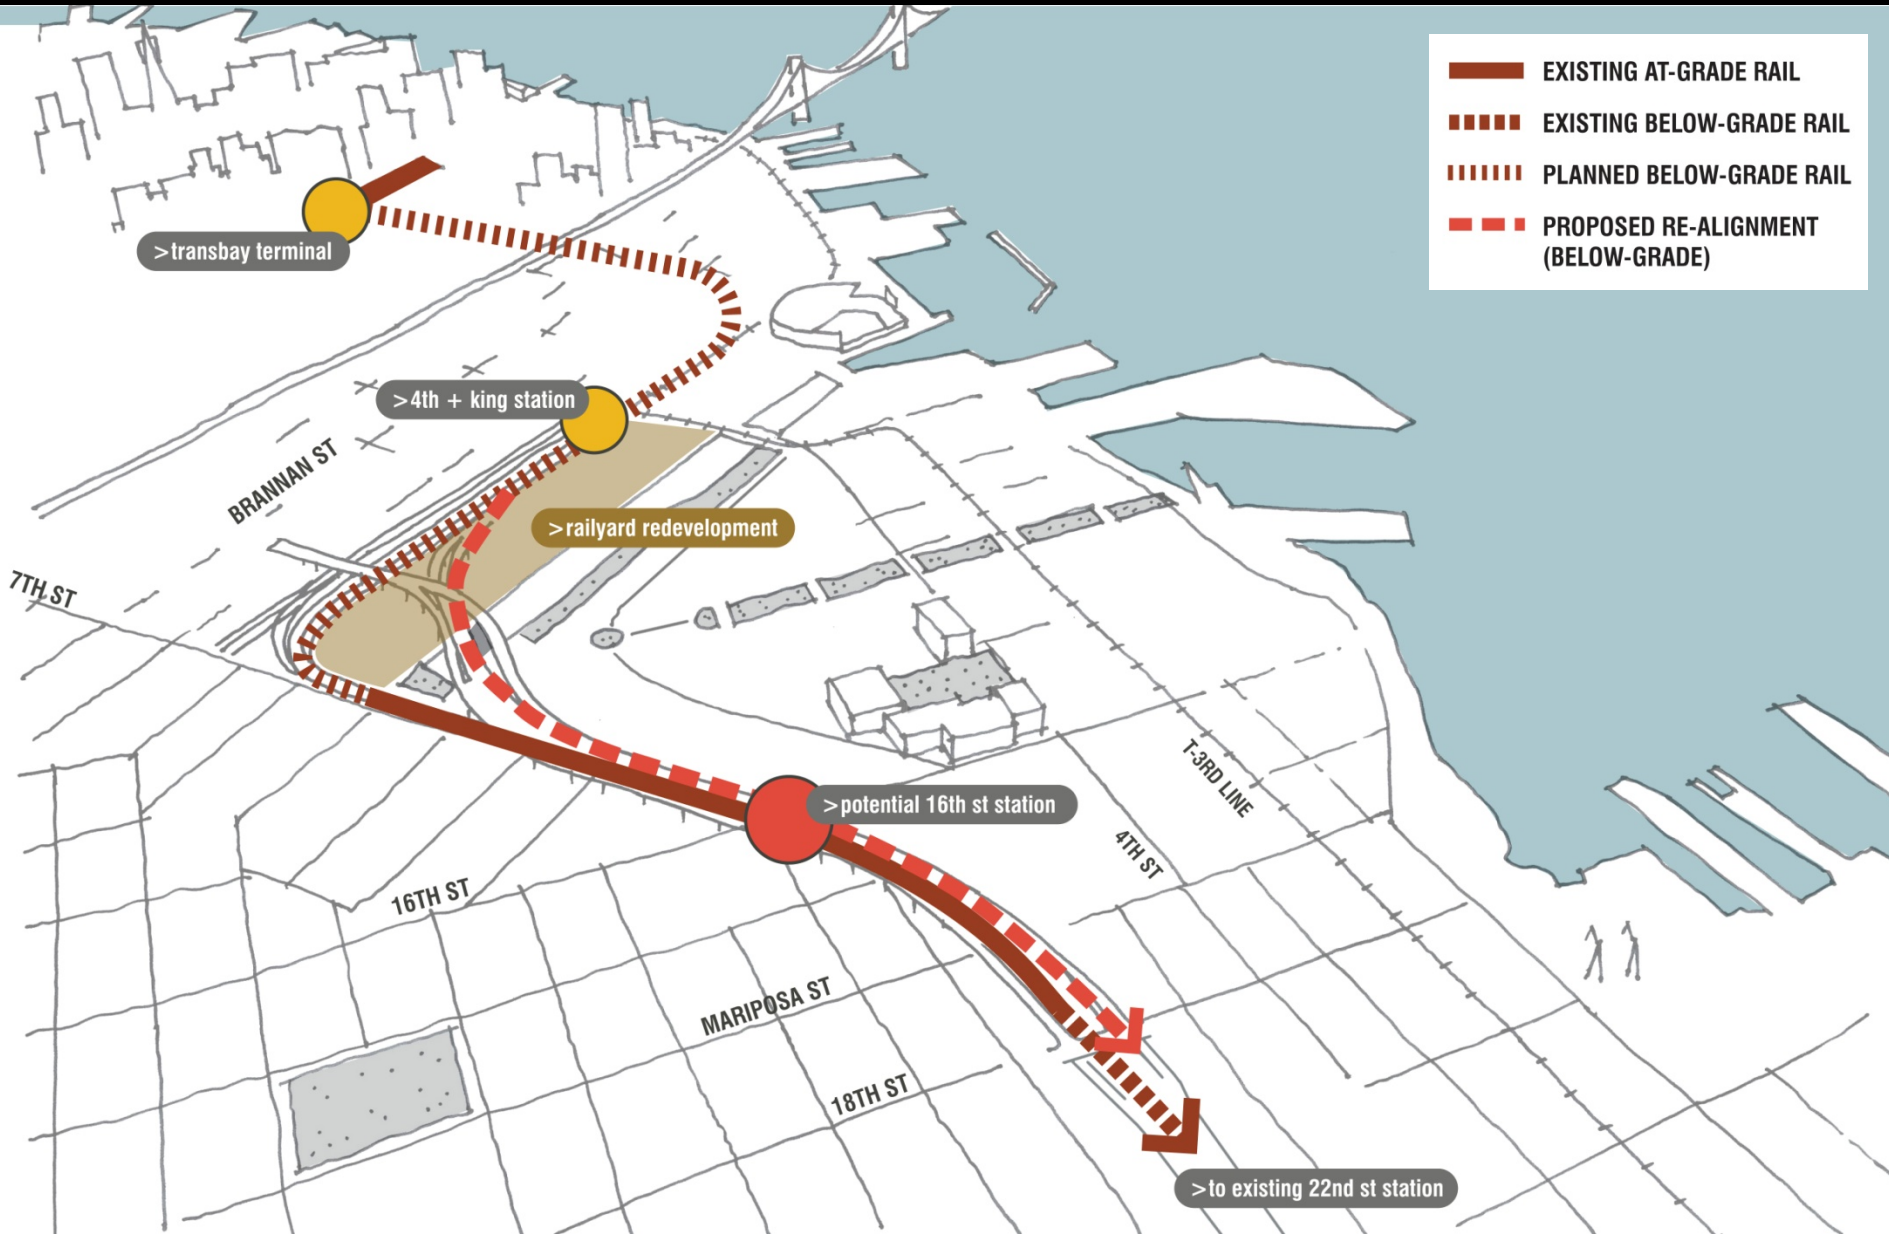 EXISTING AT-GRADE RAIL
EXISTING BELOW-GRADE RAIL
PLANNED BELOW-GRADE RAIL
PROPOSED RE-ALIGNMENT
(BELOW-GRADE)
>transbay terminal
>4th + king station
BRANNAN ST
>railyard redevelopment
7TH ST
T-3RD LINE
>potential 16th st station
4TH ST
16TH ST
MARIPOSA ST
18TH ST
>to existing 22nd st station